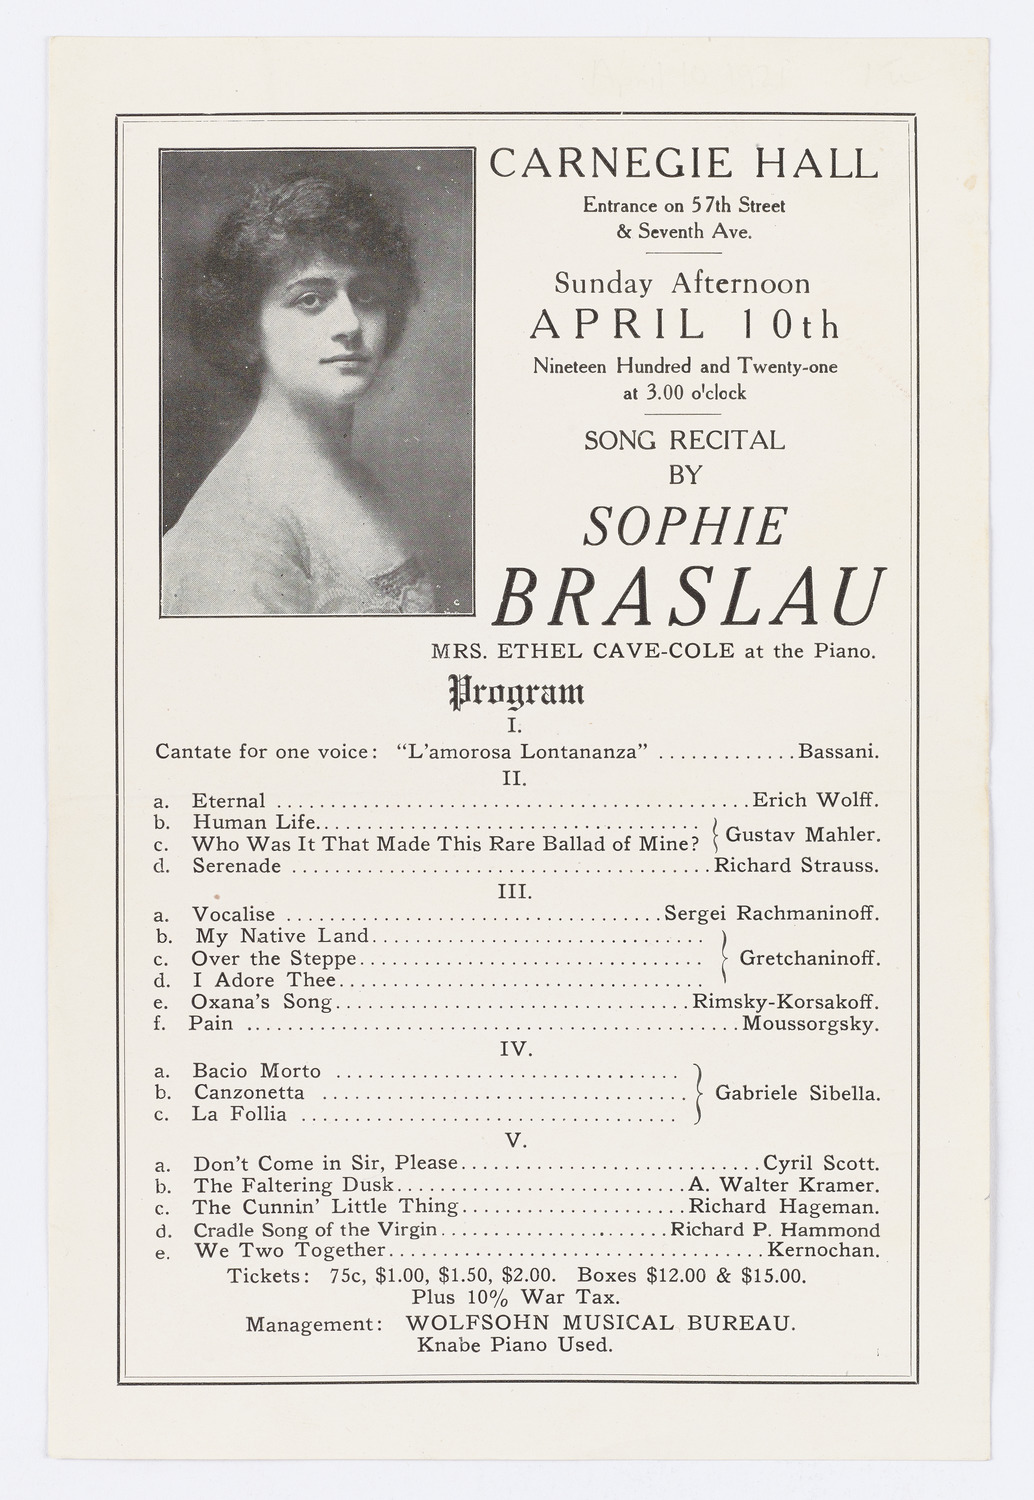 CARNEGIE HALL
Entrance on 57th Street
& Seventh Ave.
Sunday Afternoon
APRIL 10th
Nineteen Hundred and Twenty-one
at 3.00 o'clock
SONG RECITAL
BY
SOPHIE
BRASLAU
MRS. ETHEL CAVE-COLE at the Piano.
Program
I.
Cantate for one voice: “L’amorosa Lontananza” ............. Bassani.
II.
a. Eternal ............................................ Erich Wolff.
b. Human Life....................................
c. Who Was It That Made This Rare Ballad of Mine? } Gustav Mahler.
d. Serenade ....................................... Richard Strauss.
III.
a. Vocalise ................................... Sergei Rachmaninoff.
b. My Native Land...............................
c. Over the Steppe................................ } Gretchaninoff.
d. I Adore Thee..................................
e. Oxana’s Song................................. Rimsky-Korsakoff.
f. Pain .............................................. Moussorgsky.
IV.
a. Bacio Morto ................................
b. Canzonetta .................................. } Gabriele Sibella.
c. La Follia ...................................
V.
a. Don’t Come in Sir, Please............................ Cyril Scott.
b. The Faltering Dusk........................... A. Walter Kramer.
c. The Cunnin’ Little Thing..................... Richard Hageman.
d. Cradle Song of the Virgin..................... Richard P. Hammond
e. We Two Together................................... Kernochan.
Tickets: 75c, $1.00, $1.50, $2.00. Boxes $12.00 & $15.00.
Plus 10% War Tax.
Management: WOLFSOHN MUSICAL BUREAU.
Knabe Piano Used.